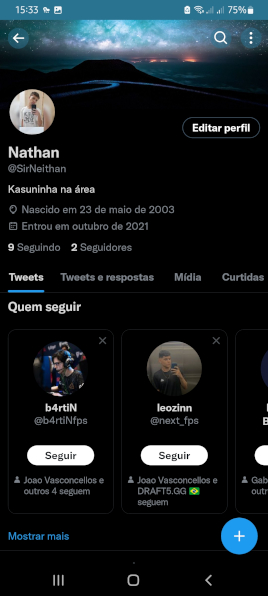 15:33
75%
Editar perfil
Nathan
@SirNeithan
Kasuninha na área
Nascido em 23 de maio de 2003
Entrou em outubro de 2021
9 Seguindo 2 Seguidores
Tweets Tweets e respostas Mídia Curtidas
Quem seguir
b4rtiN
@b4rtiNfps
Seguir
Joao Vasconcellos e
outros 4 seguem
leozinn
@next_fps
Seguir
Joao Vasconcellos e
DRAFT5.GG 🇧🇷
seguem
B
Gab
outr
Mostrar mais